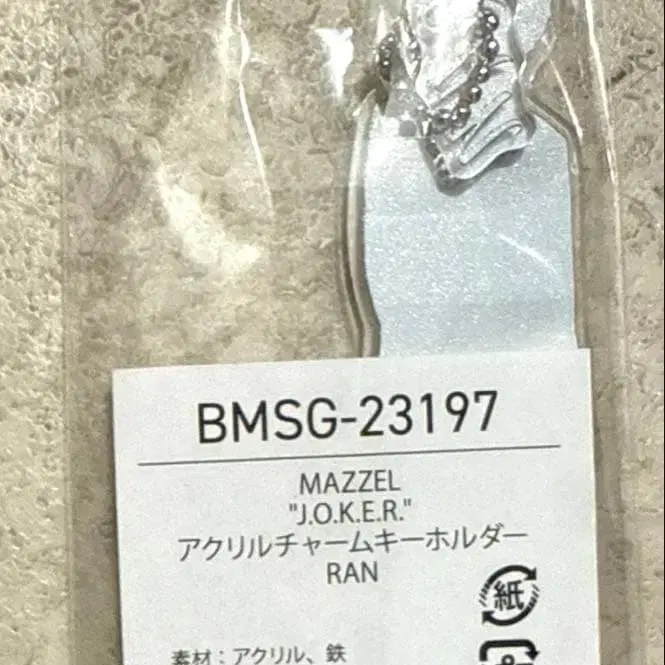 BMSG-23197
MAZZEL
"J.O.K.E.R."
アクリルチャームキーホルダー
RAN
紙
素材：アクリル、鉄